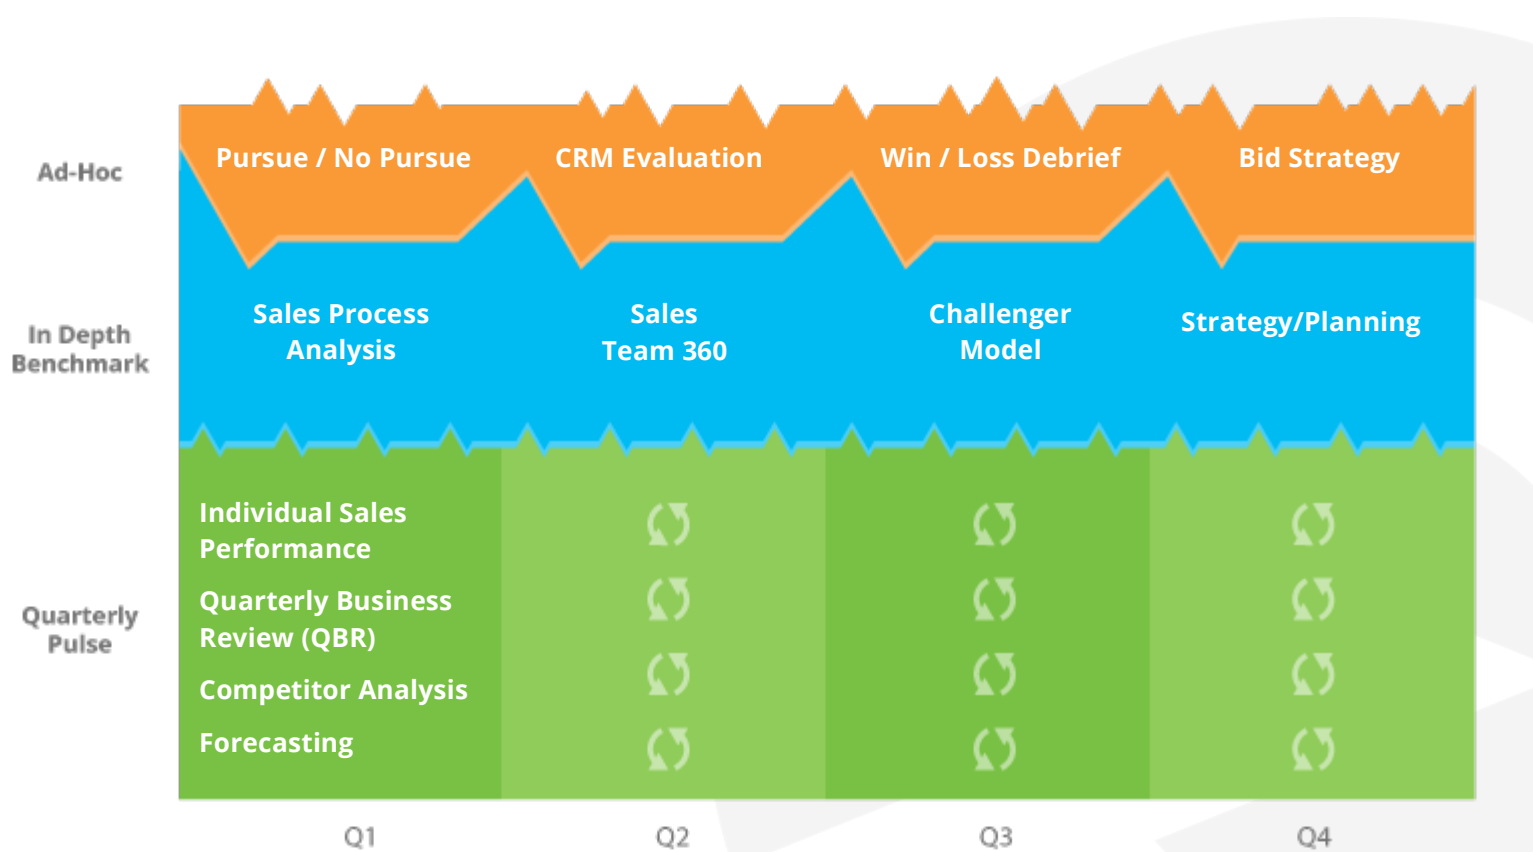 Ad-Hoc
Pursue / No Pursue
CRM Evaluation
Win / Loss Debrief
Bid Strategy
In Depth
Benchmark
Sales Process
Analysis
Sales
Team 360
Challenger
Model
Strategy/Planning
Quarterly
Pulse
Individual Sales
Performance
Quarterly Business
Review (QBR)
Competitor Analysis
Forecasting
Q1
Q2
Q3
Q4